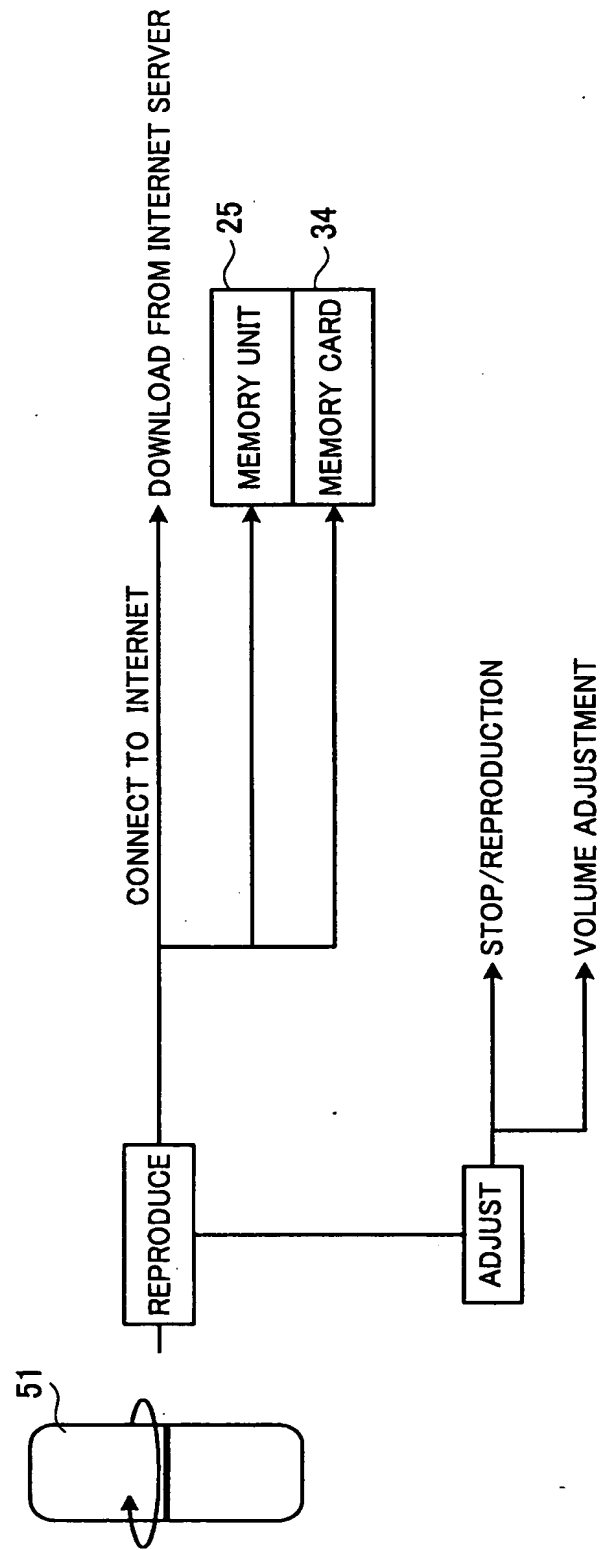 51
REPRODUCE
CONNECT TO INTERNET
DOWNLOAD FROM INTERNET SERVER
MEMORY UNIT
25
MEMORY CARD
34
ADJUST
STOP/REPRODUCTION
VOLUME ADJUSTMENT